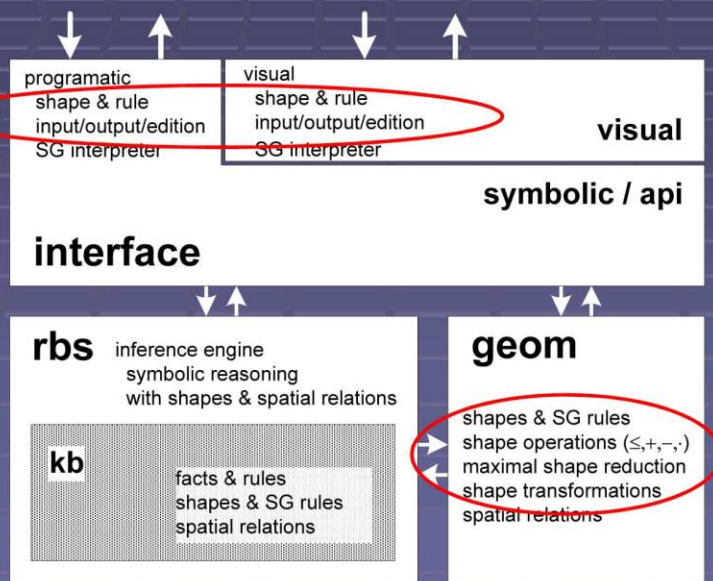 programatic
shape & rule
input/output/edition
SG interpreter
visual
shape & rule
input/output/edition
SG interpreter
visual
symbolic / api
interface
rbs
inference engine
symbolic reasoning
with shapes & spatial relations
kb
facts & rules
shapes & SG rules
spatial relations
geom
shapes & SG rules
shape operations (≤,+,−,·)
maximal shape reduction
shape transformations
spatial relations